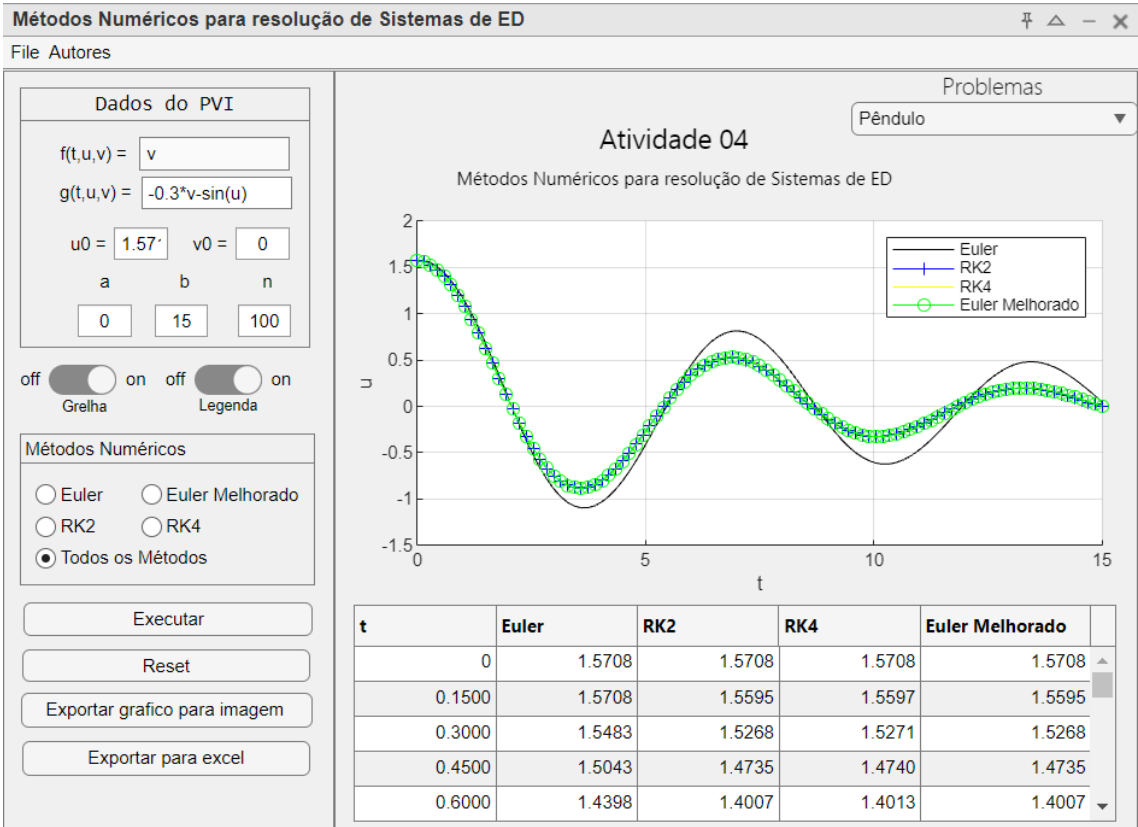 Métodos Numéricos para resolução de Sistemas de ED
File Autores
Dados do PVI
f(t,u,v) = v
g(t,u,v) = -0.3*v-sin(u)
u0 = 1.57 v0 = 0
a b n
0 15 100
off on off on
Grelha Legenda
Métodos Numéricos
Euler Euler Melhorado
RK2 RK4
Todos os Métodos
Executar
Reset
Exportar grafico para imagem
Exportar para excel
Problemas
Pêndulo
Atividade 04
Métodos Numéricos para resolução de Sistemas de ED
2
1.5
1
0.5
0
-0.5
-1
-1.5
u
0 5 10 15
t
Euler
RK2
RK4
Euler Melhorado
t Euler RK2 RK4 Euler Melhorado
0 1.5708 1.5708 1.5708 1.5708
0.1500 1.5708 1.5595 1.5597 1.5595
0.3000 1.5483 1.5268 1.5271 1.5268
0.4500 1.5043 1.4735 1.4740 1.4735
0.6000 1.4398 1.4007 1.4013 1.4007